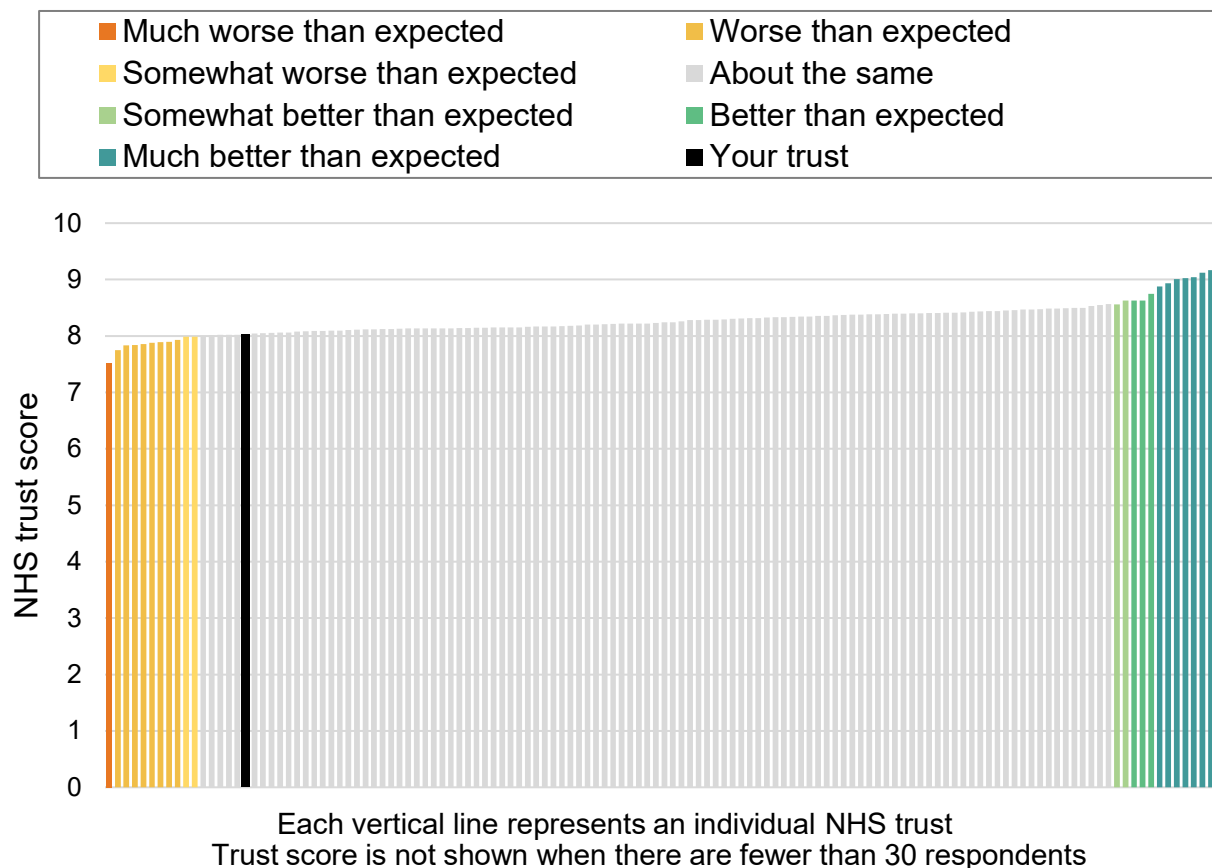 Much worse than expected
Worse than expected
Somewhat worse than expected
About the same
Somewhat better than expected
Better than expected
Much better than expected
Your trust
10
9
8
7
6
5
4
3
2
1
0
NHS trust score
Each vertical line represents an individual NHS trust
Trust score is not shown when there are fewer than 30 respondents